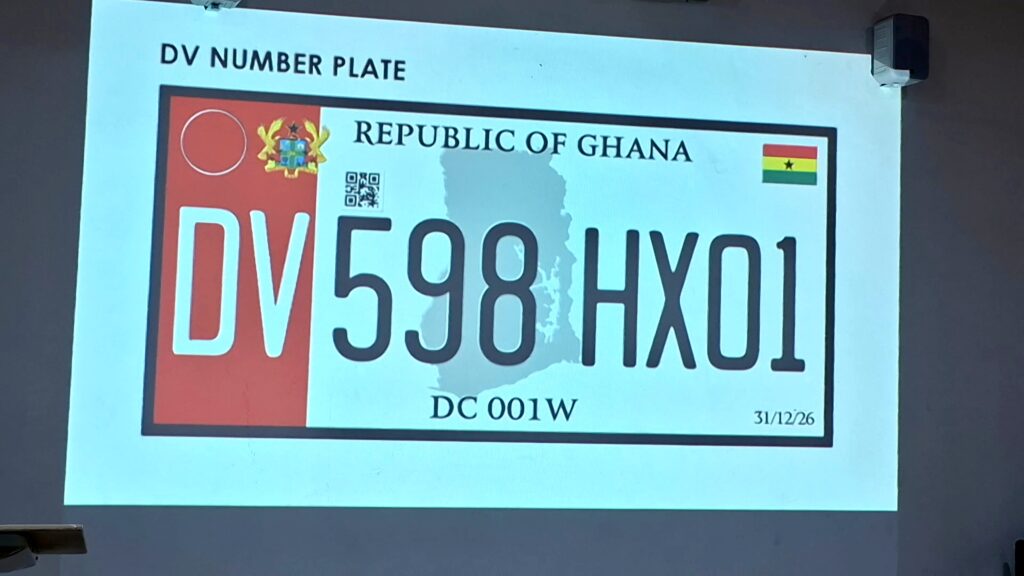 DV NUMBER PLATE
REPUBLIC OF GHANA
DV 598 HX01
DC 001W
31/12/26